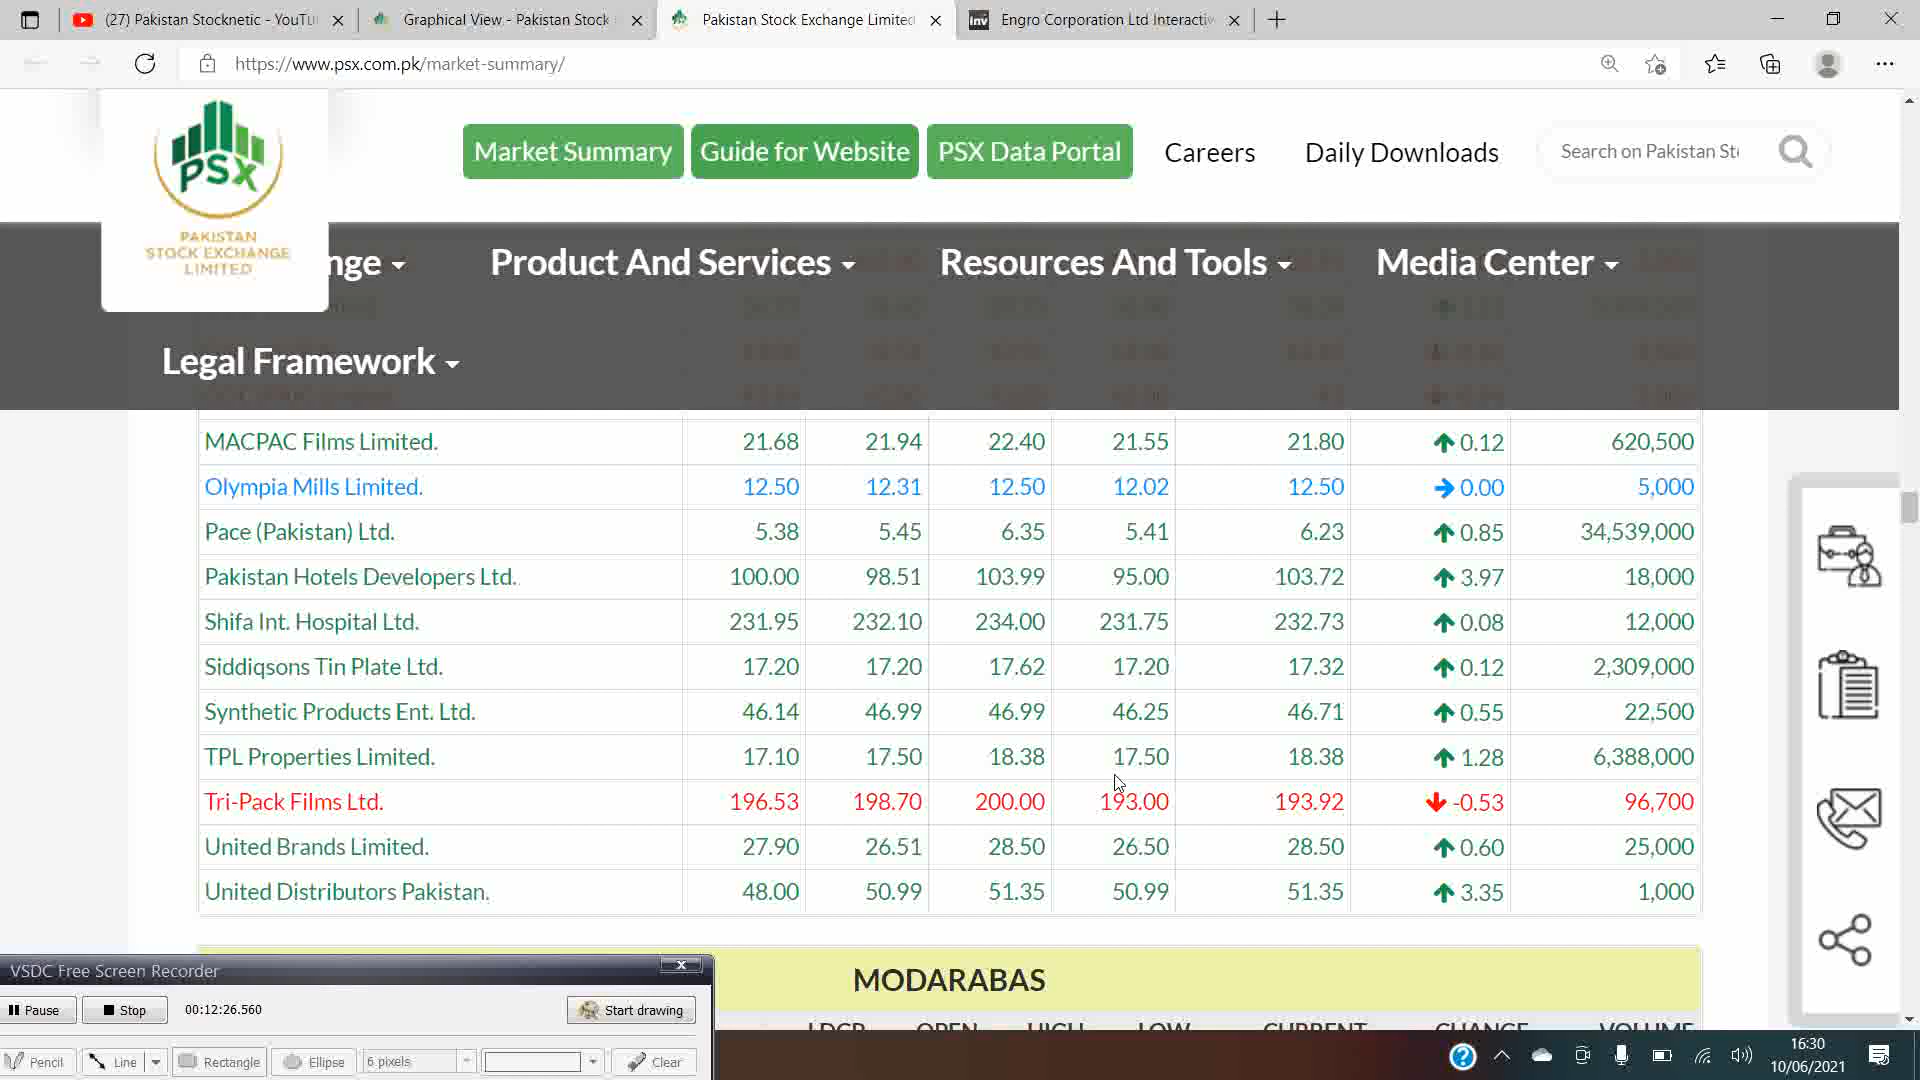 (27) Pakistan Stocknetic - YouTu
Graphical View - Pakistan Stock
Pakistan Stock Exchange Limited
inv Engro Corporation Ltd Interactiv
https://www.psx.com.pk/market-summary/
PSX
PAKISTAN
STOCK EXCHANGE
LIMITED
Market Summary Guide for Website PSX Data Portal Careers Daily Downloads Search on Pakistan Sto
nge Product And Services Resources And Tools Media Center
Legal Framework
MACPAC Films Limited. 21.68 21.94 22.40 21.55 21.80 0.12 620,500
Olympia Mills Limited. 12.50 12.31 12.50 12.02 12.50 0.00 5,000
Pace (Pakistan) Ltd. 5.38 5.45 6.35 5.41 6.23 0.85 34,539,000
Pakistan Hotels Developers Ltd. 100.00 98.51 103.99 95.00 103.72 3.97 18,000
Shifa Int. Hospital Ltd. 231.95 232.10 234.00 231.75 232.73 0.08 12,000
Siddiqsons Tin Plate Ltd. 17.20 17.20 17.62 17.20 17.32 0.12 2,309,000
Synthetic Products Ent. Ltd. 46.14 46.99 46.99 46.25 46.71 0.55 22,500
TPL Properties Limited. 17.10 17.50 18.38 17.50 18.38 1.28 6,388,000
Tri-Pack Films Ltd. 196.53 198.70 200.00 193.00 193.92 -0.53 96,700
United Brands Limited. 27.90 26.51 28.50 26.50 28.50 0.60 25,000
United Distributors Pakistan. 48.00 50.99 51.35 50.99 51.35 3.35 1,000
MODARABAS
LDCP OPEN HIGH LOW CURRENT CHANGE VOLUME
VSDC Free Screen Recorder
Pause Stop 00:12:26.560 Start drawing
Pencil Line Rectangle Ellipse 6 pixels Clear
16:30
10/06/2021